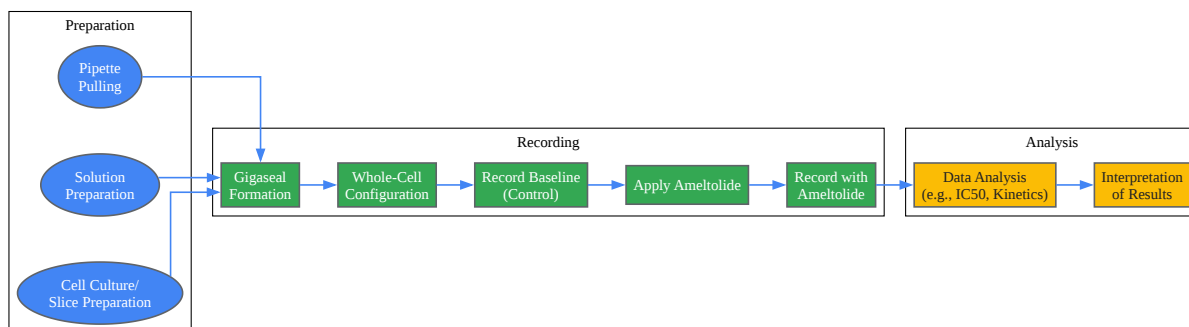 Preparation
Pipette
Pulling
Solution
Preparation
Cell Culture/
Slice Preparation
Recording
Gigaseal
Formation
Whole-Cell
Configuration
Record Baseline
(Control)
Apply Ameltolide
Record with
Ameltolide
Analysis
Data Analysis
(e.g., IC50, Kinetics)
Interpretation
of Results